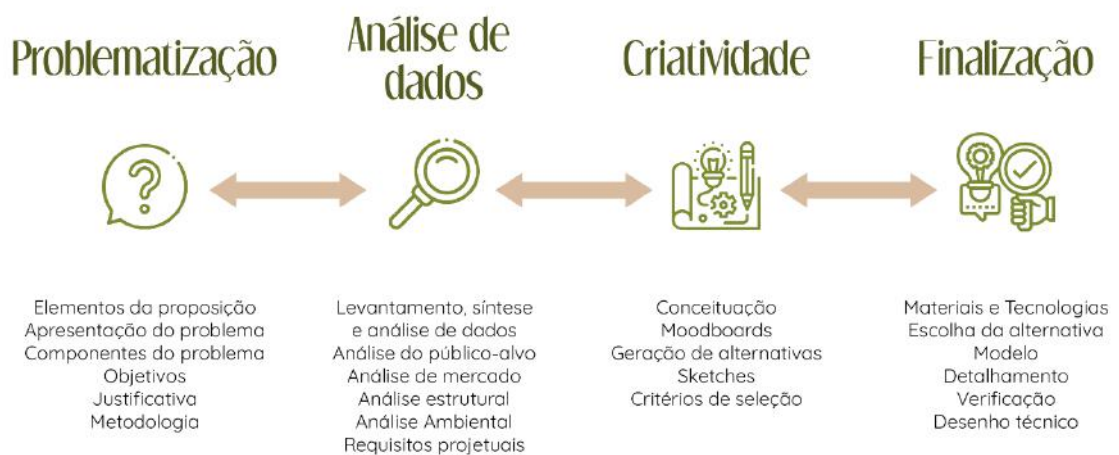 Problematização
Análise de
dados
Criatividade
Finalização
?
Elementos da proposição
Apresentação do problema
Componentes do problema
Objetivos
Justificativa
Metodologia
Levantamento, síntese
e análise de dados
Análise do público-alvo
Análise de mercado
Análise estrutural
Análise Ambiental
Requisitos projetuais
Conceituação
Moodboards
Geração de alternativas
Sketches
Critérios de seleção
Materiais e Tecnologias
Escolha da alternativa
Modelo
Detalhamento
Verificação
Desenho técnico